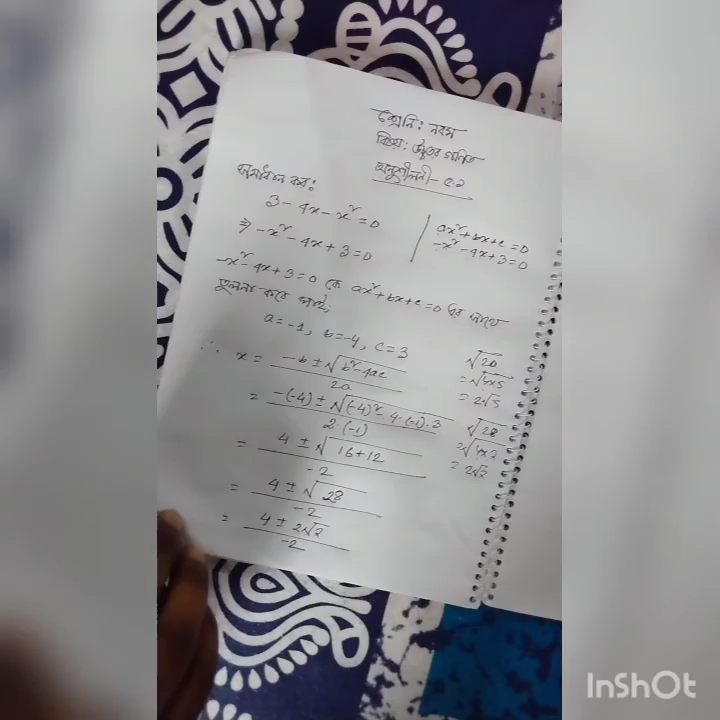 শ্রেনি: নবম
বিষয়: উচ্চতর গনিত
অনুশীলনী - ৫.১
সমাধান কর:
3 - 4x - x² = 0
⇒ -x² - 4x + 3 = 0
ax² + bx + c = 0
-x² - 4x + 3 = 0
-x² - 4x + 3 = 0 কে ax² + bx + c = 0 এর সাথে
তুলনা করে পাই,
a = -1, b = -4, c = 3
∴ x = (-b ± √(b² - 4ac)) / 2a
= (-(-4) ± √((-4)² - 4·(-1)·3)) / 2·(-1)
= (4 ± √(16 + 12)) / -2
= (4 ± √28) / -2
= (4 ± 2√7) / -2
√20
= √4×5
= 2√5
√28
= √4×7
= 2√7
InShOt